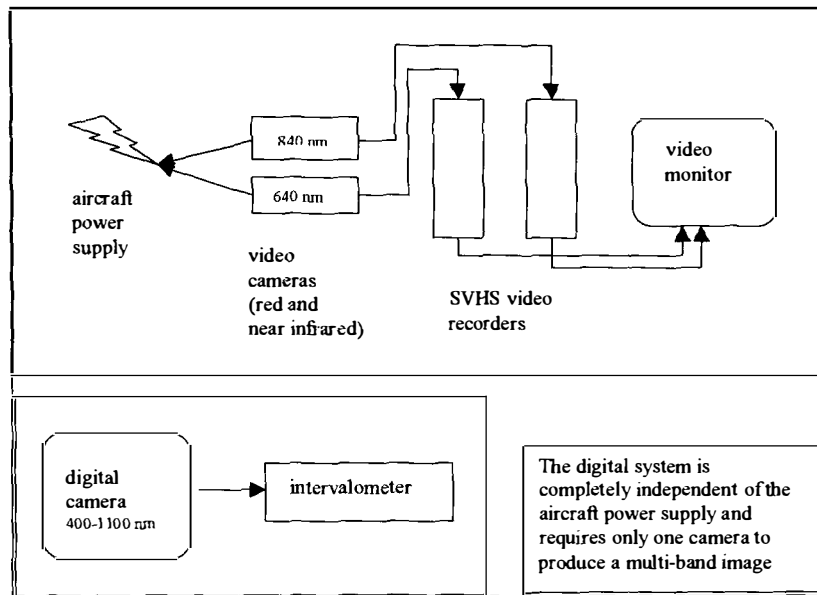 840 nm
640 nm
aircraft
power
supply
video
cameras
(red and
near infrared)
SVHS video
recorders
video
monitor
digital
camera
400-1100 nm
intervalometer
The digital system is
completely independent of the
aircraft power supply and
requires only one camera to
produce a multi-band image